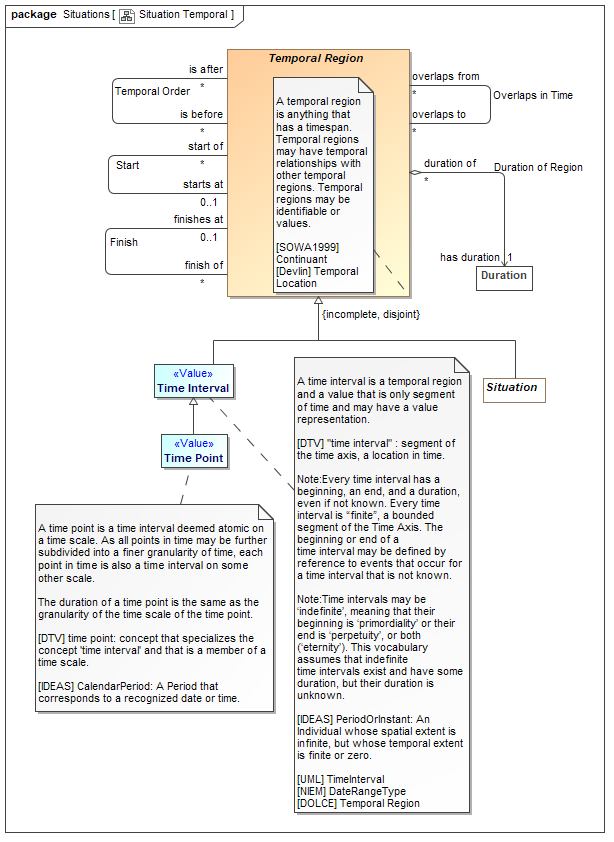 package Situations [ Situation Temporal ]
Temporal Region
is after
*
Temporal Order
is before
*
start of
*
Start
starts at
0..1
finishes at
0..1
Finish
finish of
*
A temporal region
is anything that
has a timespan.
Temporal regions
may have temporal
relationships with
other temporal
regions. Temporal
regions may be
identifiable or
values.
[SOWA1999]
Continuant
[Devlin] Temporal
Location
overlaps from
*
Overlaps in Time
overlaps to
*
duration of
*
Duration of Region
has duration
1
Duration
{incomplete, disjoint}
«Value»
Time Interval
Situation
«Value»
Time Point
A time interval is a temporal region
and a value that is only segment
of time and may have a value
representation.
[DTV] "time interval" : segment of
the time axis, a location in time.
Note:Every time interval has a
beginning, an end, and a duration,
even if not known. Every time
interval is “finite”, a bounded
segment of the Time Axis. The
beginning or end of a
time interval may be defined by
reference to events that occur for
a time interval that is not known.
Note:Time intervals may be
‘indefinite’, meaning that their
beginning is ‘primordiality’ or their
end is ‘perpetuity’, or both
(‘eternity’). This vocabulary
assumes that indefinite
time intervals exist and have some
duration, but their duration is
unknown.
[IDEAS] PeriodOrInstant: An
Individual whose spatial extent is
infinite, but whose temporal extent
is finite or zero.
[UML] TimeInterval
[NIEM] DateRangeType
[DOLCE] Temporal Region
A time point is a time interval deemed atomic on
a time scale. As all points in time may be further
subdivided into a finer granularity of time, each
point in time is also a time interval on some
other scale.
The duration of a time point is the same as the
granularity of the time scale of the time point.
[DTV] time point: concept that specializes the
concept 'time interval' and that is a member of a
time scale.
[IDEAS] CalendarPeriod: A Period that
corresponds to a recognized date or time.